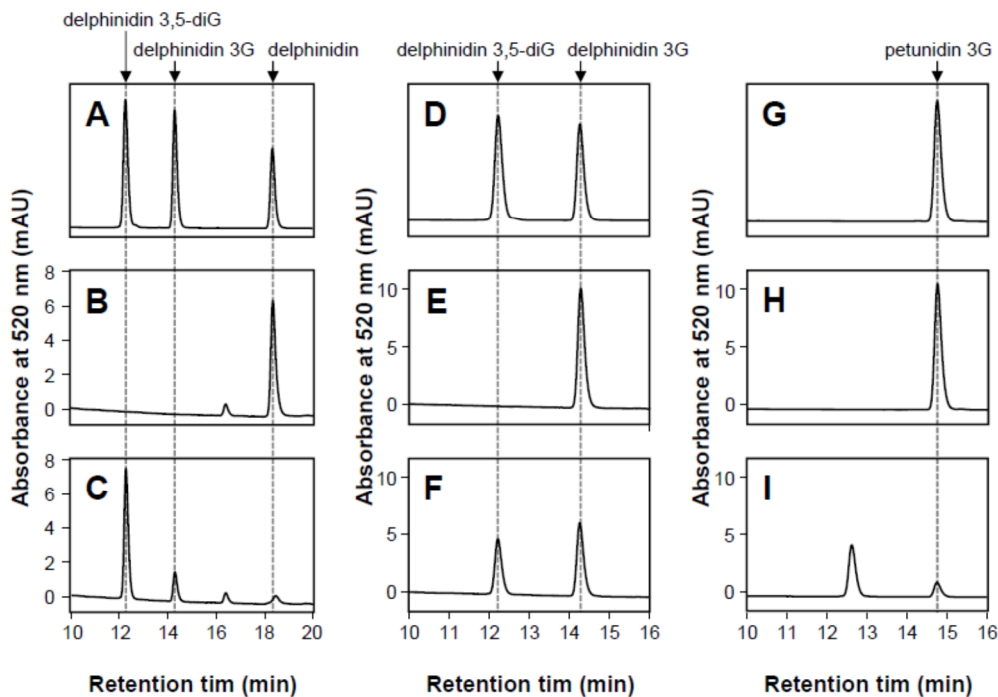 delphinidin 3,5-diG
delphinidin 3G delphinidin
delphinidin 3,5-diG delphinidin 3G
petunidin 3G
A
D
G
Absorbance at 520 nm (mAU)
Absorbance at 520 nm (mAU)
Absorbance at 520 nm (mAU)
8
6
4
2
0
B
10
5
0
E
10
5
0
H
8
6
4
2
0
C
10
5
0
F
10
5
0
I
10 12 14 16 18 20
10 11 12 13 14 15 16
10 11 12 13 14 15 16
Retention tim (min)
Retention tim (min)
Retention tim (min)